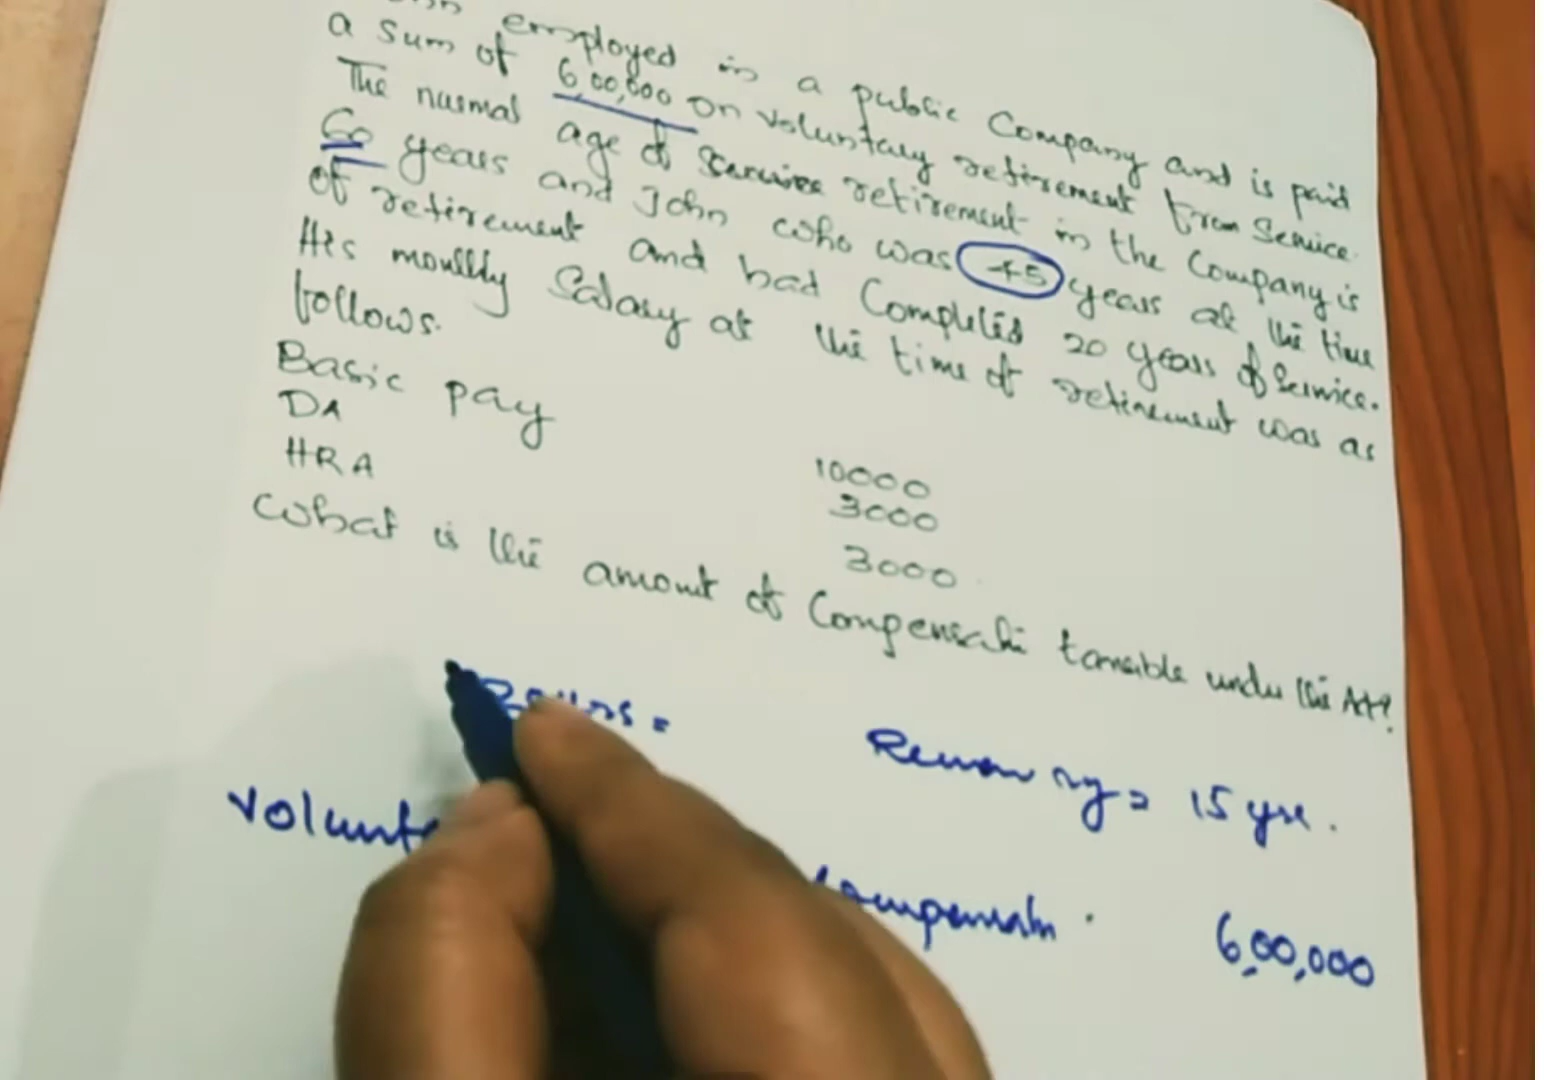 employed in a public Company and is paid
a sum of 6,00,000 on voluntary retirement from Service.
The normal age of Service retirement in the Company is
60 years and John who was 45 years at the time
of retirement and had Completed 20 years of Service.
His monthly Salary at the time of retirement was as
follows.
Basic pay 10000
DA 3000
HRA 3000
What is the amount of Compensati taxable under the Act?
= 15 yrs.
Volunt 6,00,000